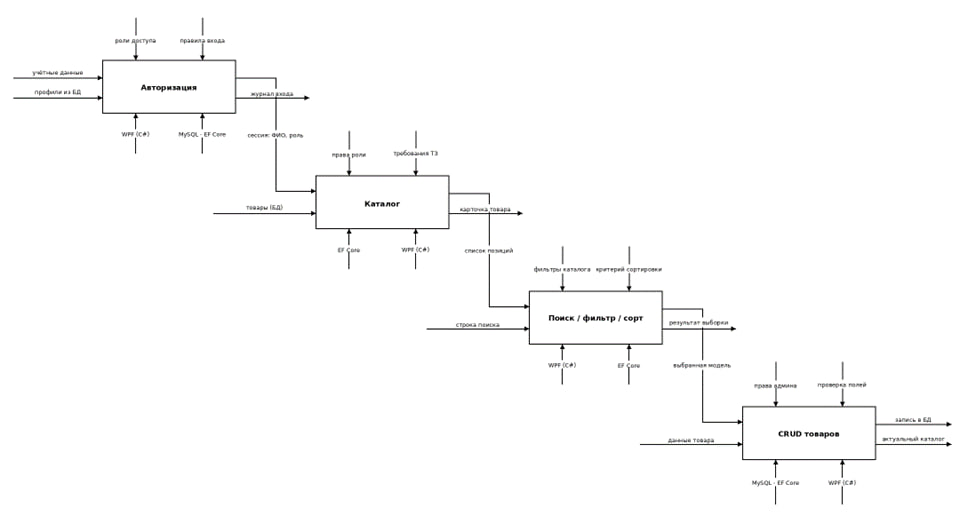 роли доступа
правила входа
учётные данные
Авторизация
профили из БД
журнал входа
WPF (C#)
MySQL · EF Core
сессия: ФИО, роль
права роли
требования ТЗ
Каталог
товары (БД)
карточка товара
EF Core
WPF (C#)
список позиций
фильтры каталога
критерий сортировки
Поиск / фильтр / сорт
строка поиска
результат выборки
WPF (C#)
EF Core
выбранная модель
права админа
проверка полей
запись в БД
CRUD товаров
данные товара
актуальный каталог
MySQL · EF Core
WPF (C#)